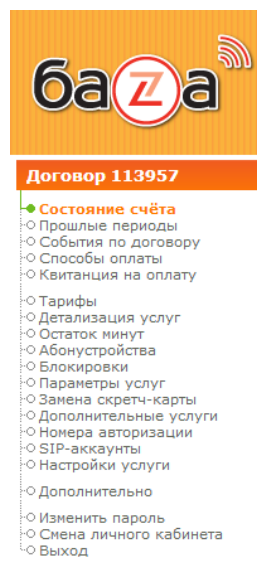 баzа
Договор 113957
Состояние счёта
Прошлые периоды
События по договору
Способы оплаты
Квитанция на оплату
Тарифы
Детализация услуг
Остаток минут
Абонустройства
Блокировки
Параметры услуг
Замена скретч-карты
Дополнительные услуги
Номера авторизации
SIP-аккаунты
Настройки услуги
Дополнительно
Изменить пароль
Смена личного кабинета
Выход